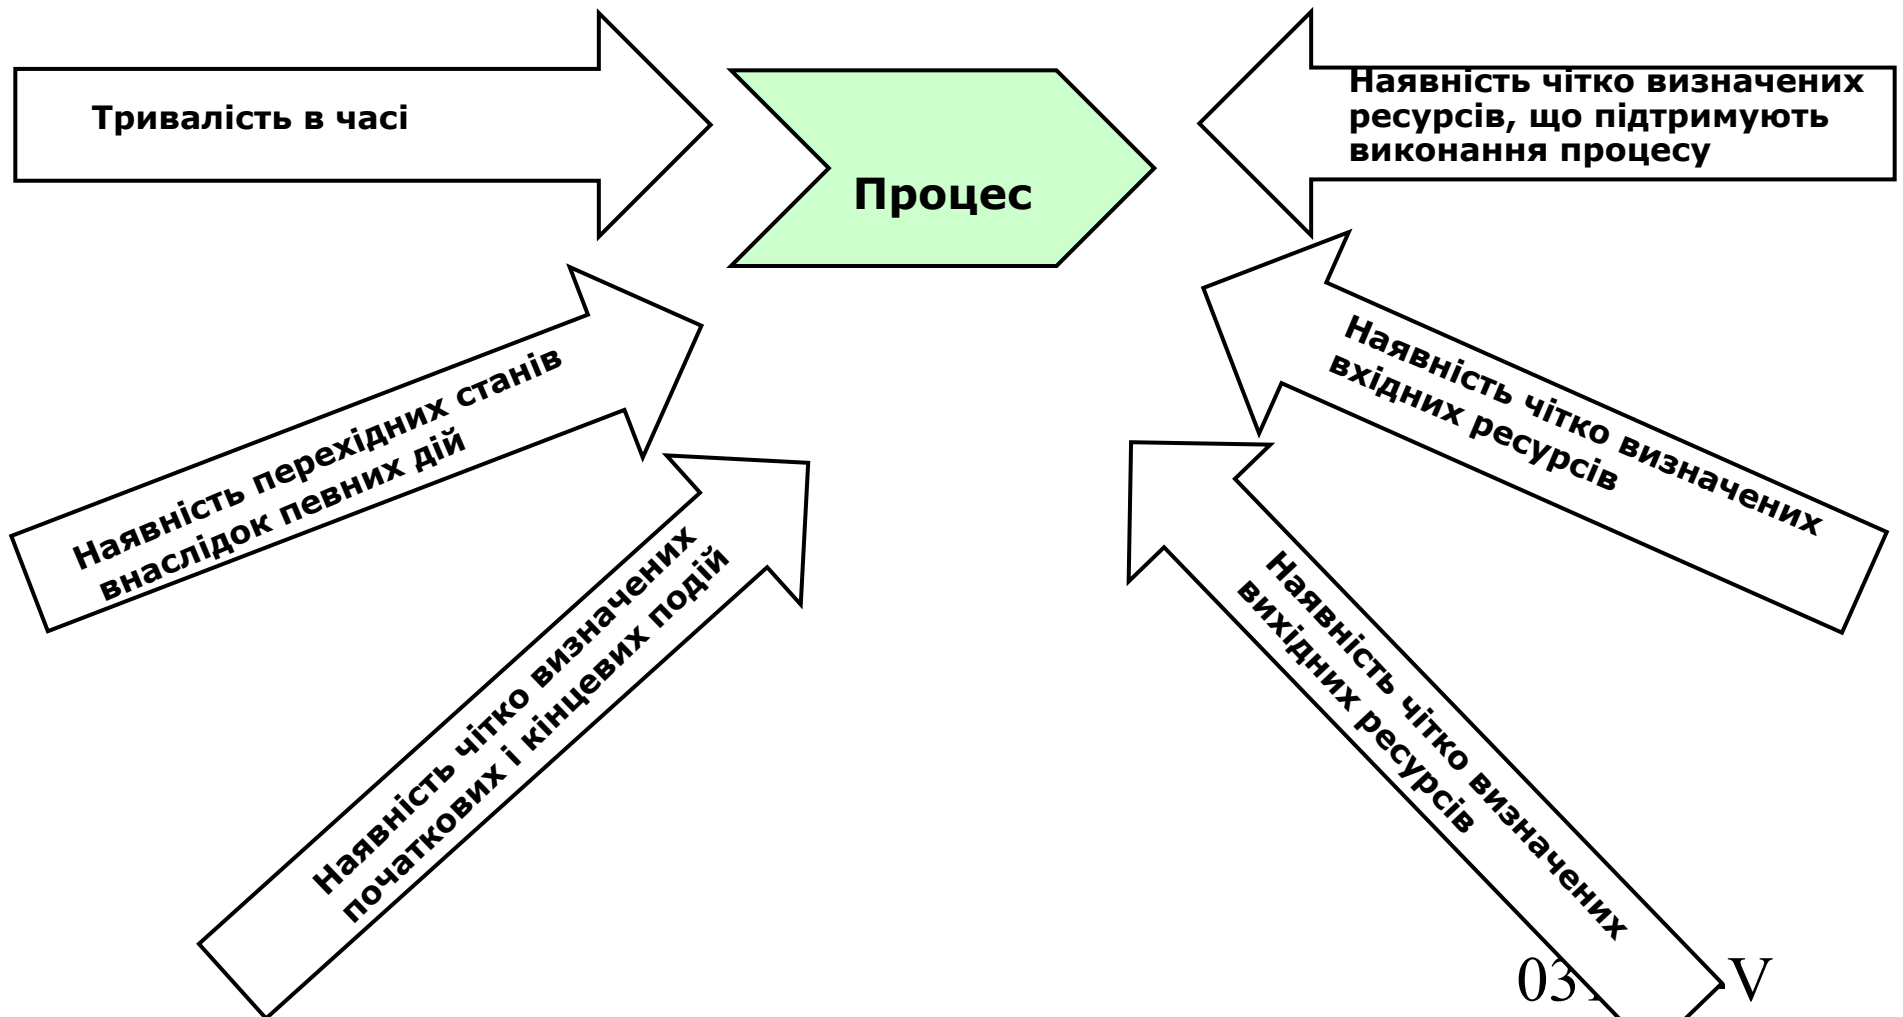 Тривалість в часі
Процес
Наявність чітко визначених
ресурсів, що підтримують
виконання процесу
Наявність перехідних станів
внаслідок певних дій
Наявність чітко визначених
вхідних ресурсів
Наявність чітко визначених
початкових і кінцевих подій
Наявність чітко визначених
вихідних ресурсів
V